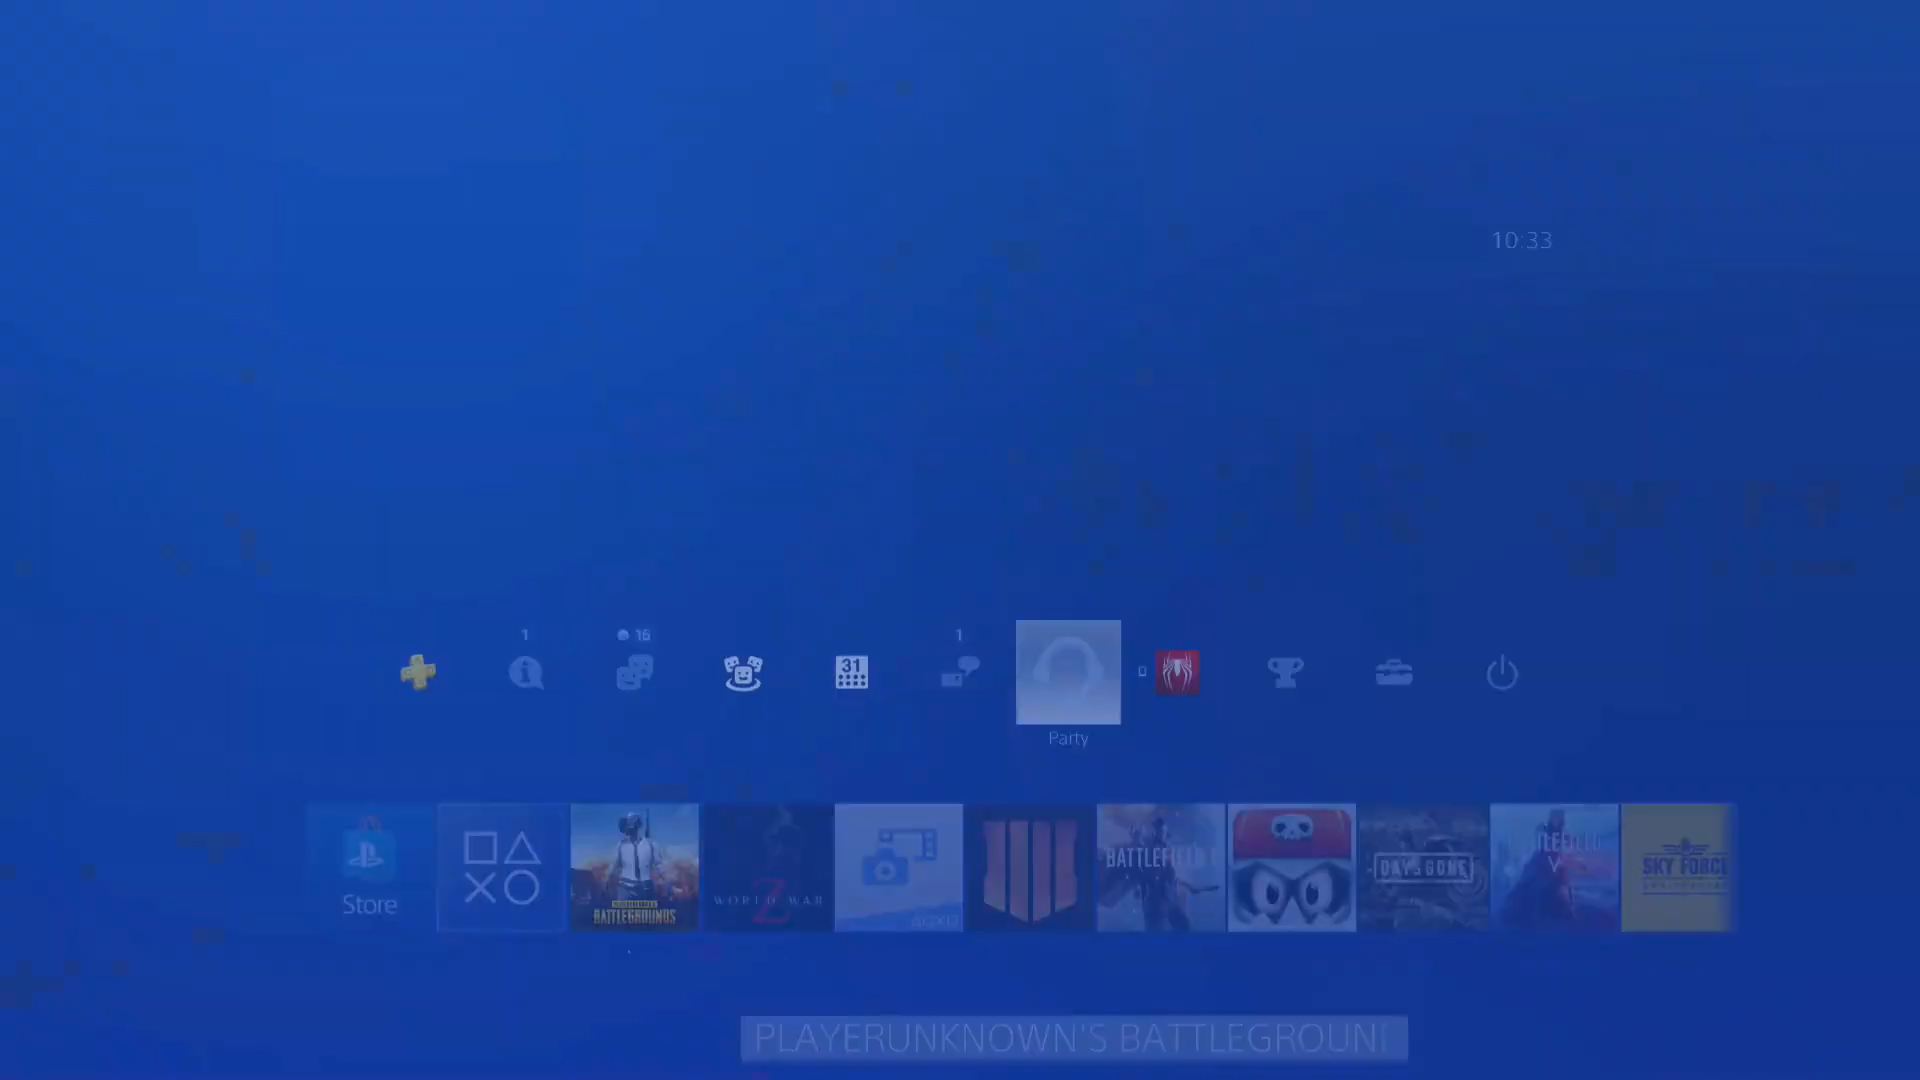 10:33
1
16
1
31
Party
Store
BATTLEGROUNDS
WORLD WAR
Z
BATTLEFIELD
DAYS GONE
V
SKY FORCE
PLAYERUNKNOWN'S BATTLEGROUN